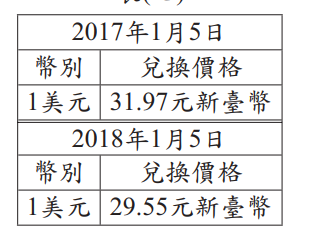 2017年1月5日
幣別 兌換價格
1美元 31.97元新臺幣
2018年1月5日
幣別 兌換價格
1美元 29.55元新臺幣